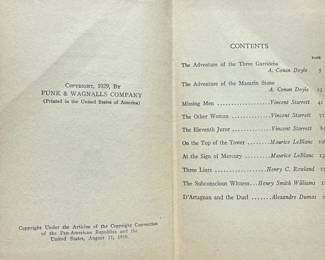 COPYRIGHT, 1929, BY
FUNK & WAGNALLS COMPANY
(Printed in the United States of America)
Copyright Under the Articles of the Copyright Convention
of the Pan-American Republics and the
United States, August 11, 1910.
CONTENTS
PAGE
The Adventure of the Three Garridebs
A. Conan Doyle 5
The Adventure of the Mazarin Stone
A. Conan Doyle
Missing Men Vincent Starrett 41
The Other Woman Vincent Starrett
The Eleventh Juror Vincent Starrett
On the Top of the Tower Maurice LeBlanc
At the Sign of Mercury Maurice LeBlanc
Three Lists Henry C. Rowland
The Subconscious Witness Henry Smith Williams
D'Artagnan and the Duel Alexandre Dumas